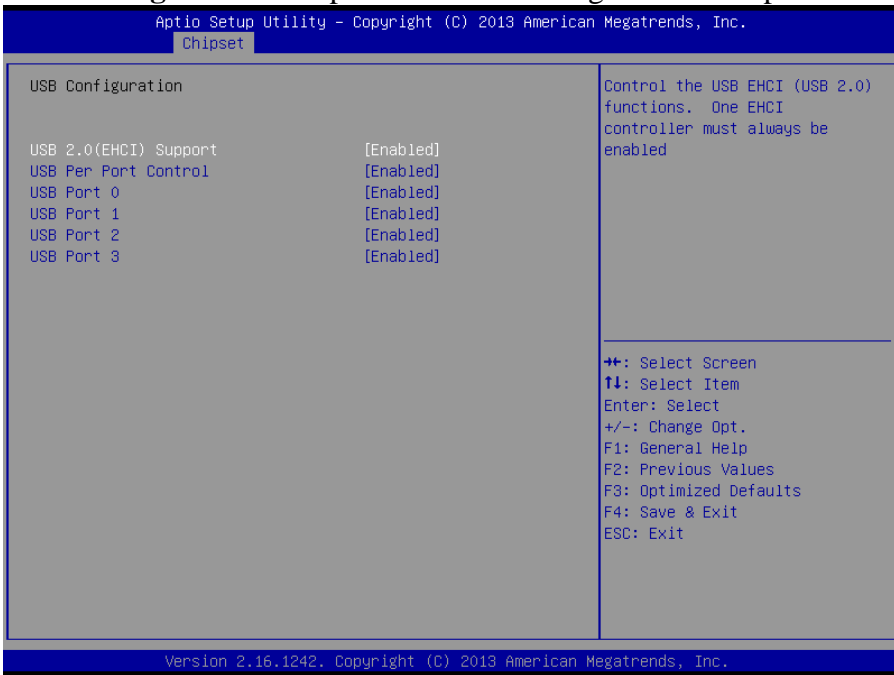 Aptio Setup Utility – Copyright (C) 2013 American Megatrends, Inc.
Chipset
USB Configuration
USB 2.0(EHCI) Support [Enabled]
USB Per Port Control [Enabled]
USB Port 0 [Enabled]
USB Port 1 [Enabled]
USB Port 2 [Enabled]
USB Port 3 [Enabled]
Control the USB EHCI (USB 2.0)
functions. One EHCI
controller must always be
enabled
→←: Select Screen
↑↓: Select Item
Enter: Select
+/-: Change Opt.
F1: General Help
F2: Previous Values
F3: Optimized Defaults
F4: Save & Exit
ESC: Exit
Version 2.16.1242. Copyright (C) 2013 American Megatrends, Inc.